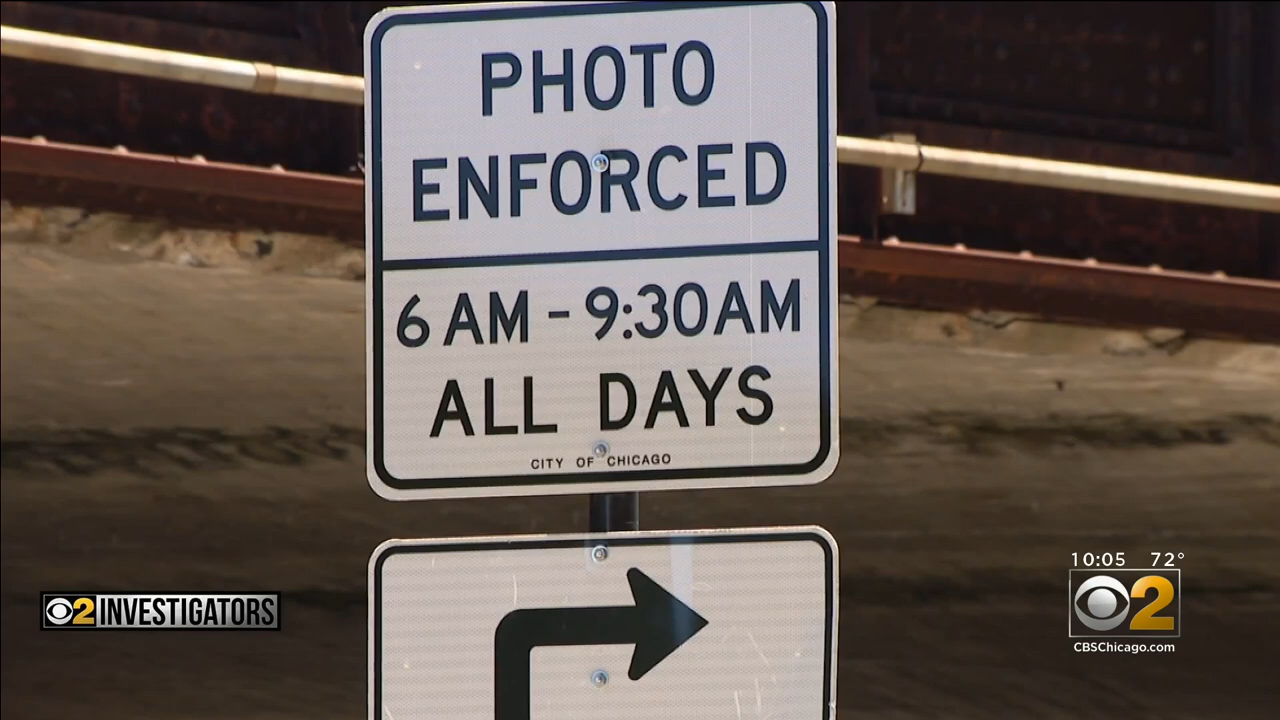 PHOTO
ENFORCED
6 AM - 9:30 AM
ALL DAYS
CITY OF CHICAGO
2 INVESTIGATORS
10:05 72°
2
CBSChicago.com